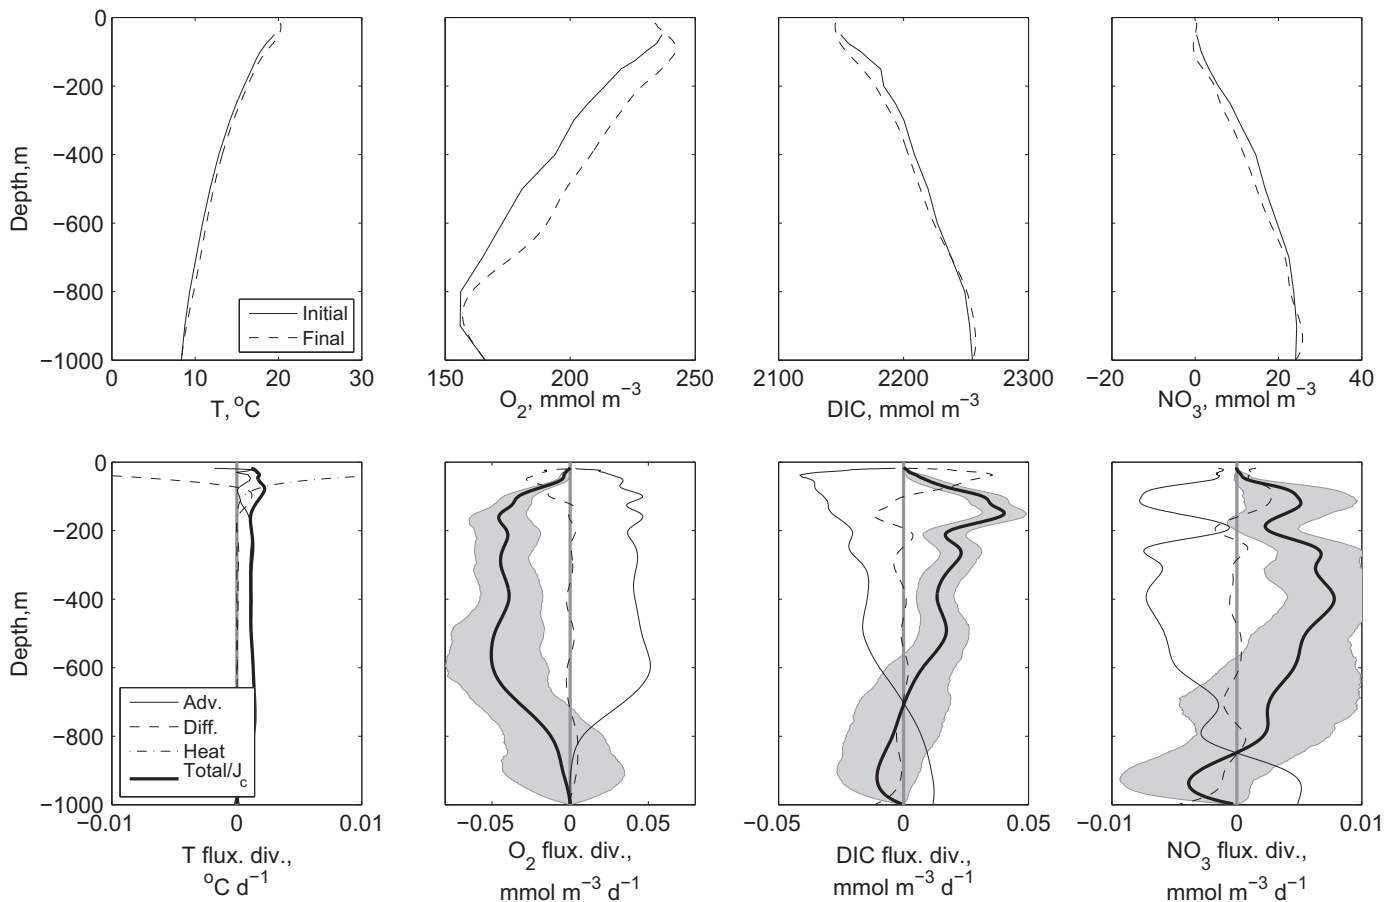 0
−200
−400
−600
−800
−1000
Depth,m
Initial
Final
0 10 20 30
T, °C
150 200 250
O₂, mmol m⁻³
2100 2200 2300
DIC, mmol m⁻³
−20 0 20 40
NO₃, mmol m⁻³
0
−200
−400
−600
−800
−1000
Depth,m
Adv.
Diff.
Heat
Total/J_c
−0.01 0 0.01
T flux. div.,
°C d⁻¹
−0.05 0 0.05
O₂ flux. div.,
mmol m⁻³ d⁻¹
−0.05 0 0.05
DIC flux. div.,
mmol m⁻³ d⁻¹
−0.01 0 0.01
NO₃ flux. div.,
mmol m⁻³ d⁻¹